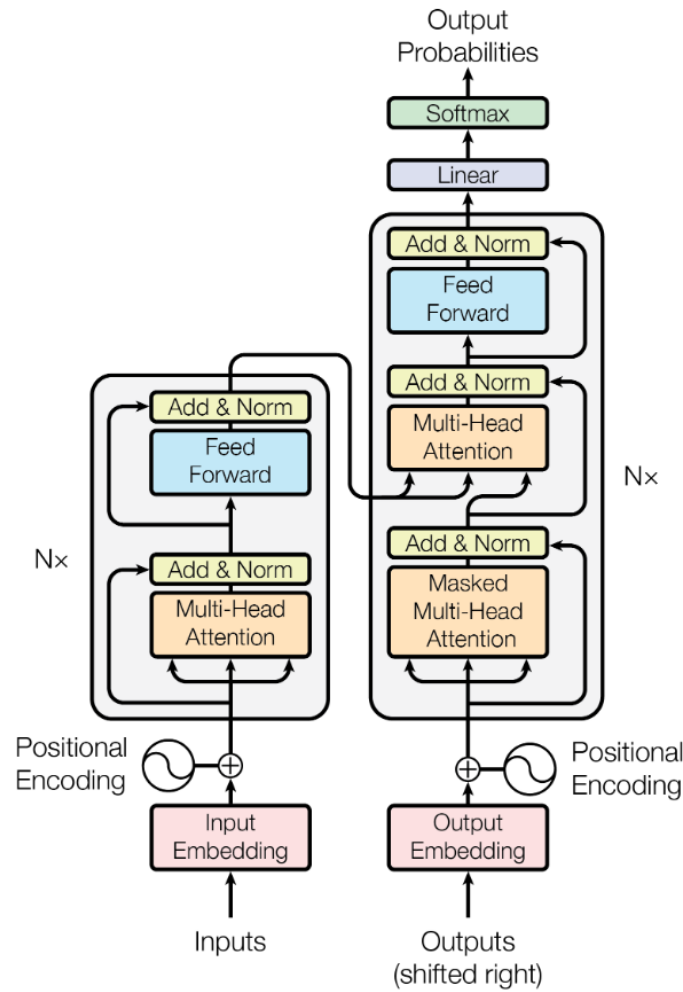 Output
Probabilities
Softmax
Linear
Add & Norm
Feed
Forward
Add & Norm
Multi-Head
Attention
Nx
Add & Norm
Masked
Multi-Head
Attention
Add & Norm
Feed
Forward
Nx
Add & Norm
Multi-Head
Attention
Positional
Encoding
Positional
Encoding
Input
Embedding
Output
Embedding
Inputs
Outputs
(shifted right)